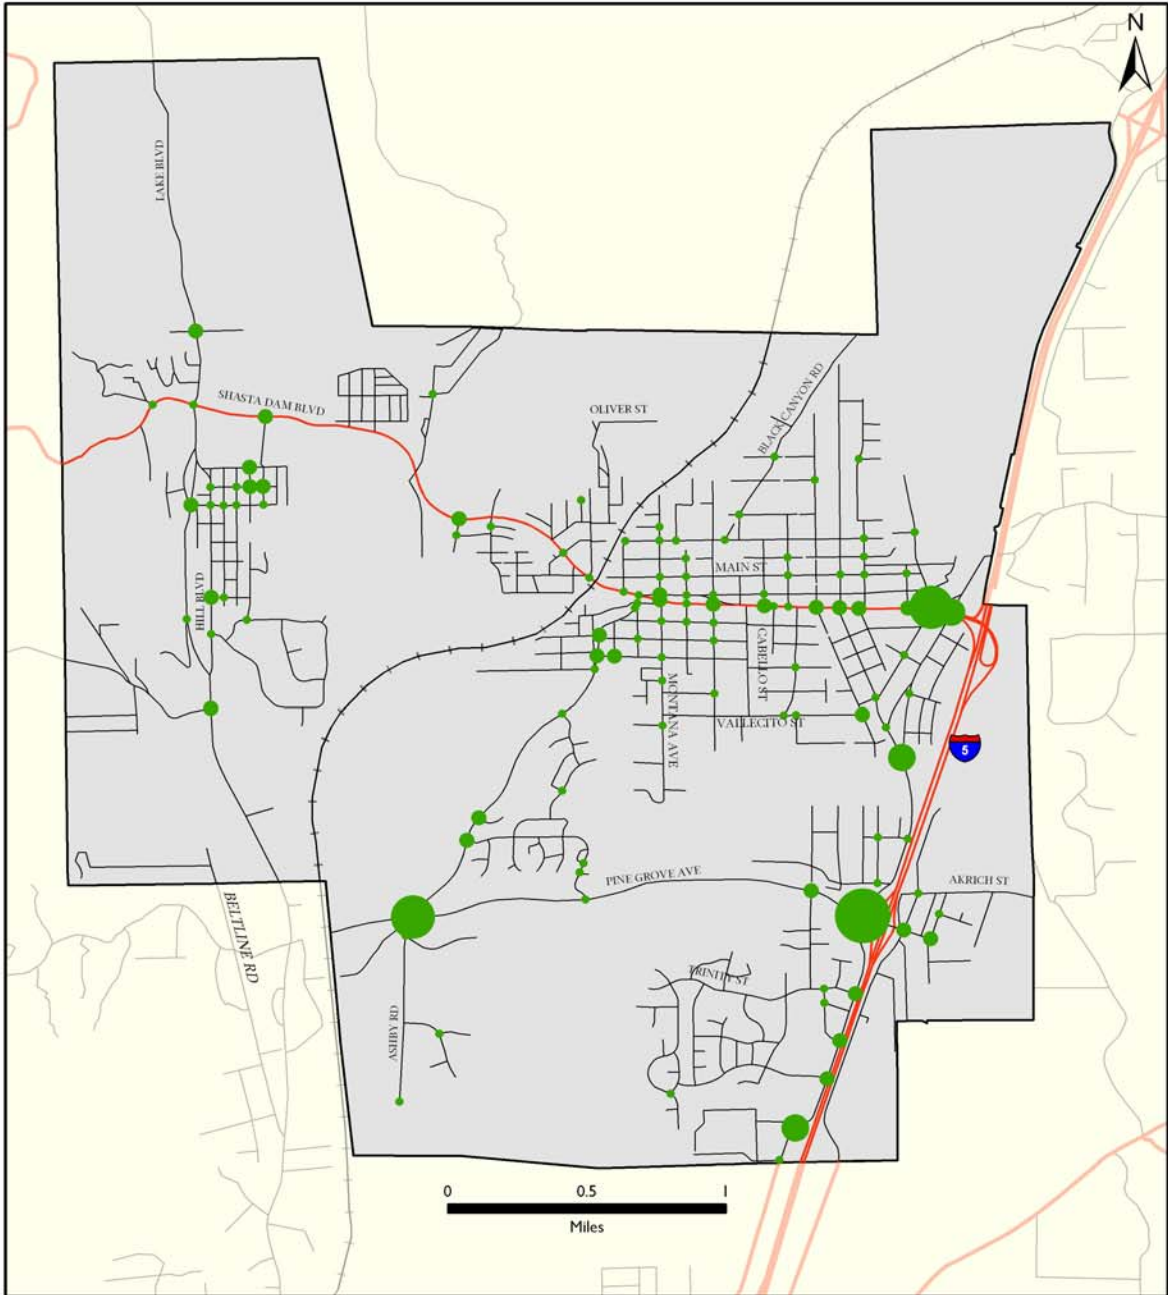 N
LAKE BLVD
SHASTA DAM BLVD
OLIVER ST
BLACK CANYON RD
MAIN ST
HILL BLVD
CABELLO ST
MONTANA AVE
VALLECITO ST
5
PINE GROVE AVE
AKRICH ST
BELTLINE RD
TRINITY ST
ASHBY RD
0 0.5 1
Miles